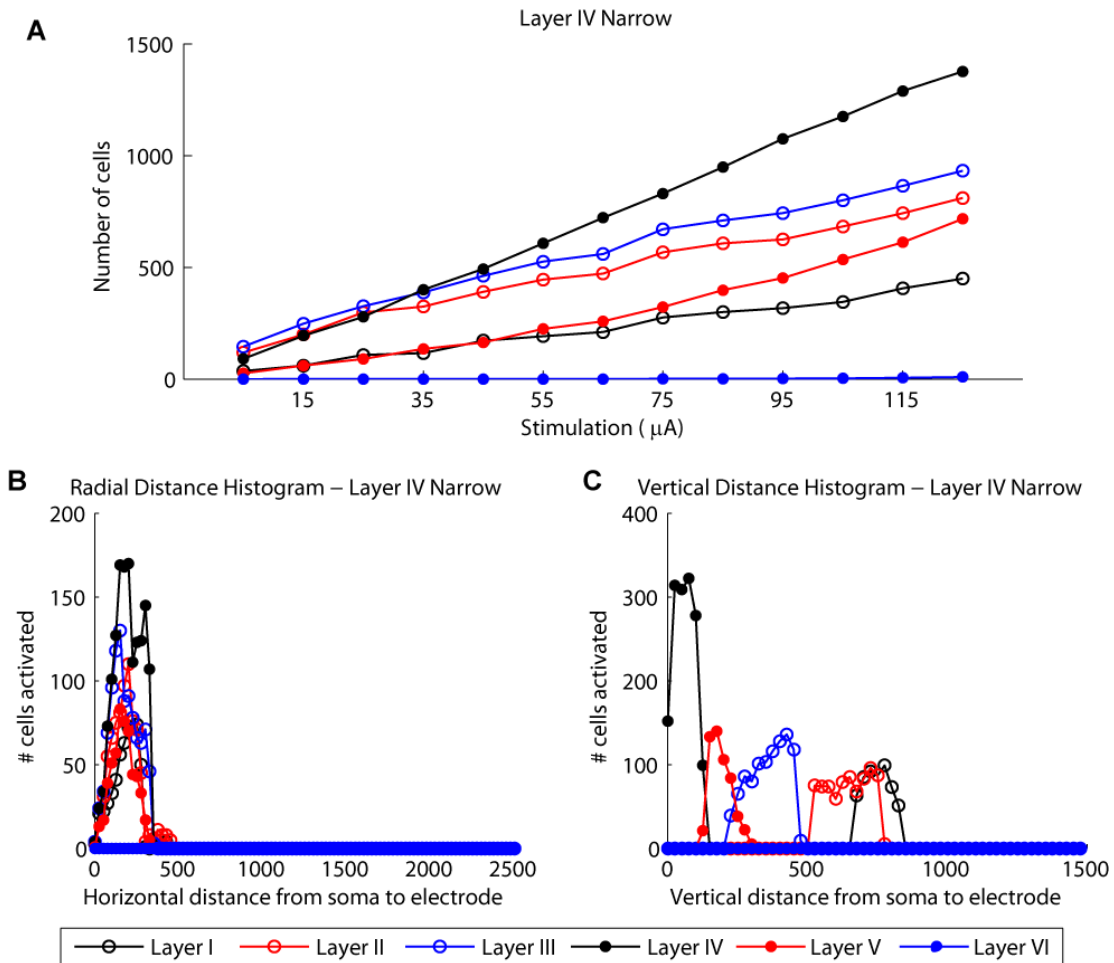 A
Layer IV Narrow
1500
1000
500
0
Number of cells
15 35 55 75 95 115
Stimulation ( μA)
B
Radial Distance Histogram – Layer IV Narrow
200
150
100
50
0
# cells activated
0 500 1000 1500 2000 2500
Horizontal distance from soma to electrode
C
Vertical Distance Histogram – Layer IV Narrow
400
300
200
100
0
# cells activated
0 500 1000 1500
Vertical distance from soma to electrode
Layer I Layer II Layer III Layer IV Layer V Layer VI